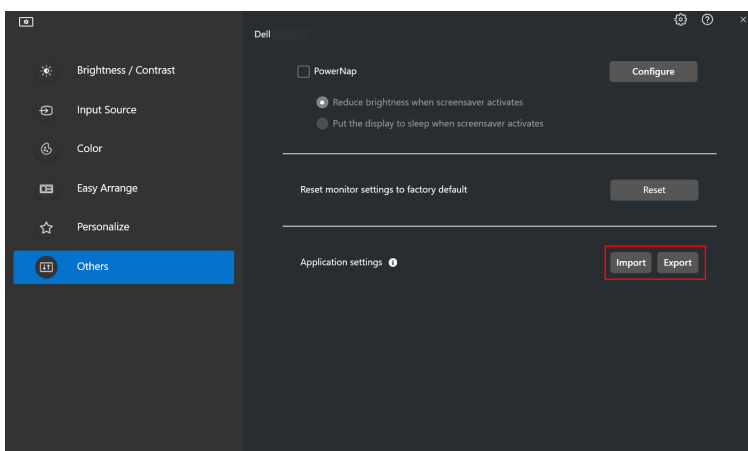 Dell
Brightness / Contrast
Input Source
Color
Easy Arrange
Personalize
Others
PowerNap
Configure
Reduce brightness when screensaver activates
Put the display to sleep when screensaver activates
Reset monitor settings to factory default
Reset
Application settings
Import Export